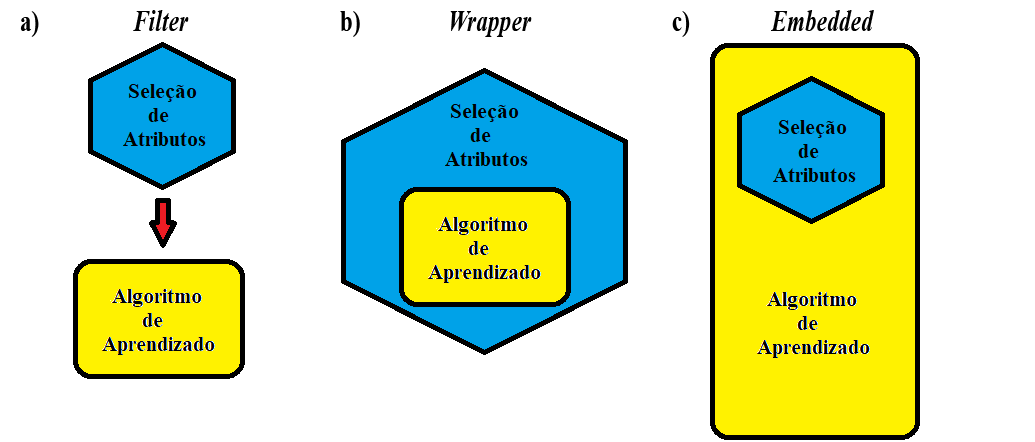 a) Filter
Seleção
de
Atributos
Algoritmo
de
Aprendizado
b) Wrapper
Seleção
de
Atributos
Algoritmo
de
Aprendizado
c) Embedded
Seleção
de
Atributos
Algoritmo
de
Aprendizado